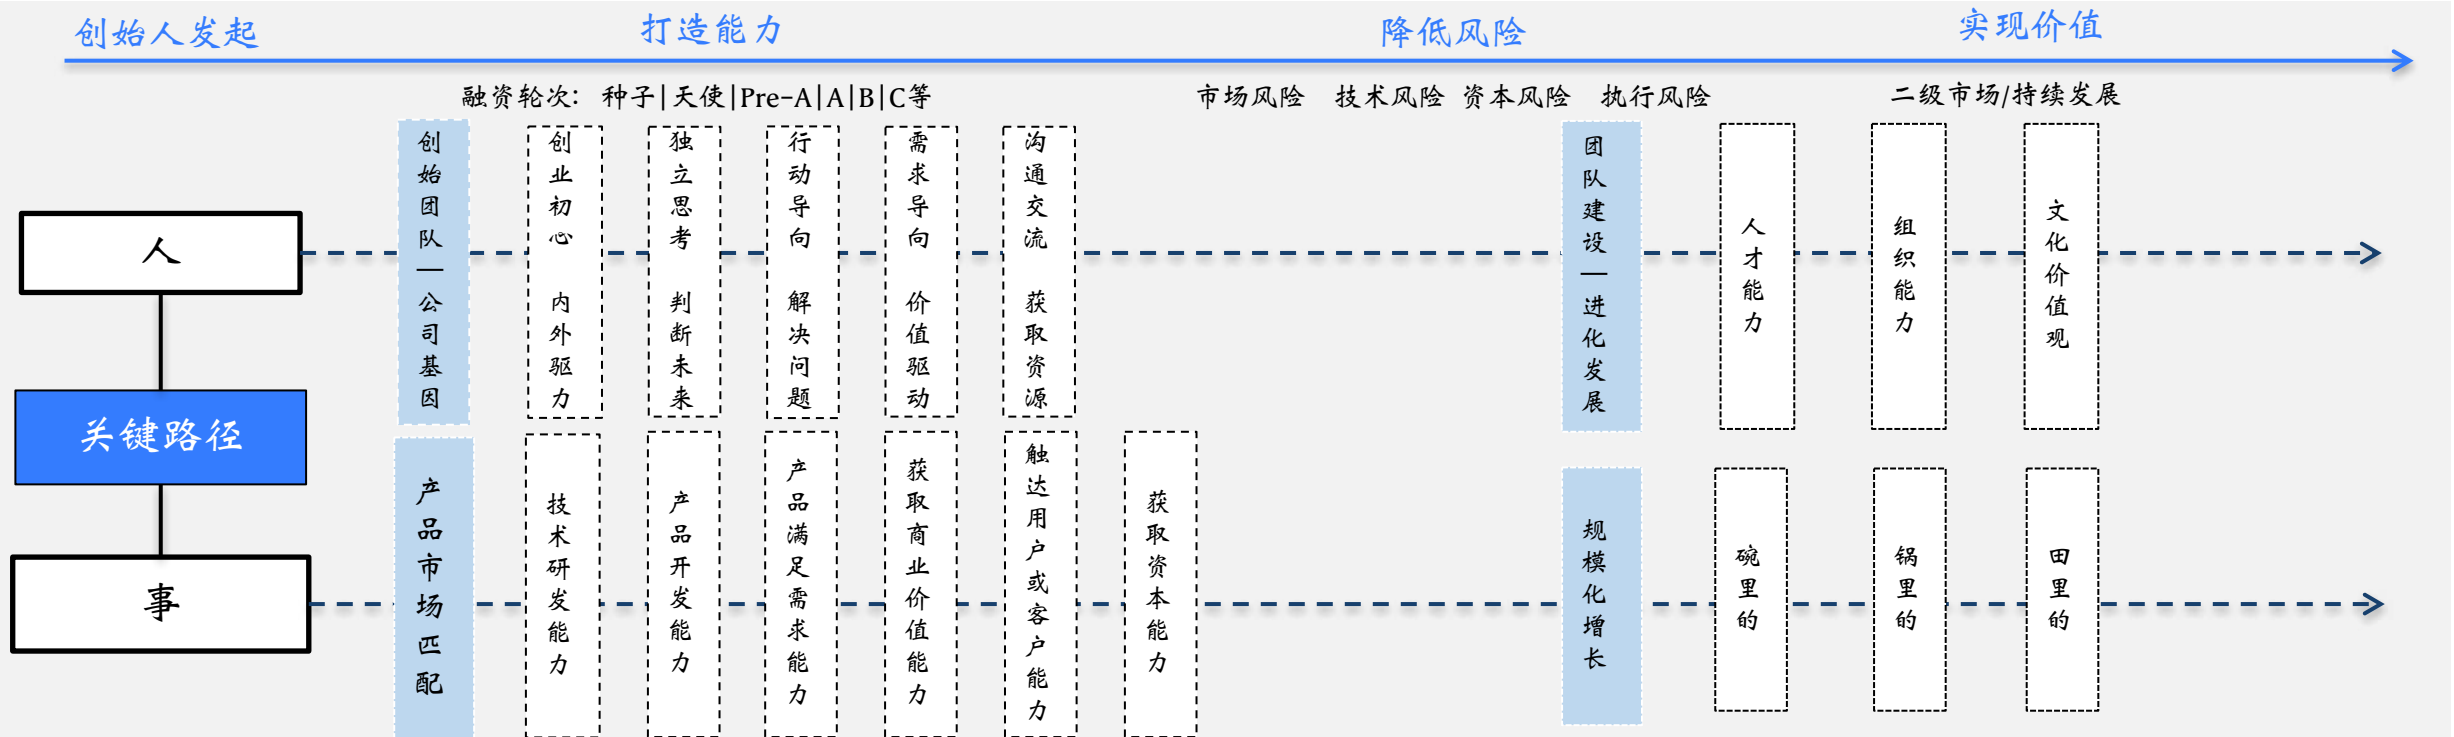 创始人发起
打造能力
降低风险
实现价值
融资轮次: 种子|天使|Pre-A|A|B|C等
市场风险 技术风险 资本风险 执行风险
二级市场/持续发展
人
创始团队—公司基因
创业初心 内外驱力
独立思考 判断未来
行动导向 解决问题
需求导向 价值驱动
沟通交流 获取资源
团队建设—进化发展
人才能力
组织能力
文化价值观
关键路径
事
产品市场匹配
技术研发能力
产品开发能力
产品满足需求能力
获取商业价值能力
触达用户或客户能力
获取资本能力
规模化增长
碗里的
锅里的
田里的